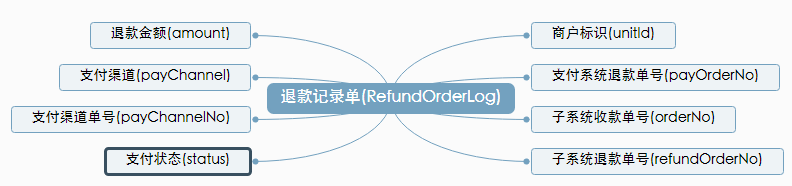 退款金额(amount)
支付渠道(payChannel)
支付渠道单号(payChannelNo)
支付状态(status)
退款记录单(RefundOrderLog)
商户标识(unitId)
支付系统退款单号(payOrderNo)
子系统收款单号(orderNo)
子系统退款单号(refundOrderNo)